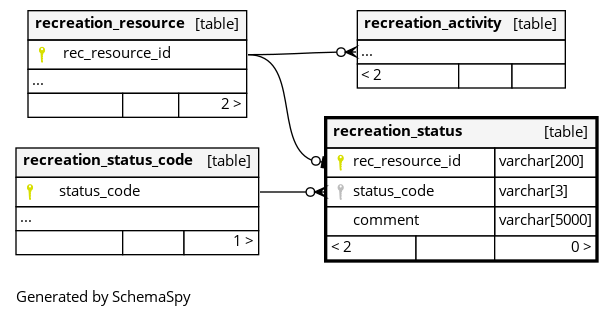 recreation_resource [table]
rec_resource_id
...
2 >
recreation_activity [table]
...
< 2
recreation_status_code [table]
status_code
...
1 >
recreation_status [table]
rec_resource_id varchar[200]
status_code varchar[3]
comment varchar[5000]
< 2 0 >
Generated by SchemaSpy